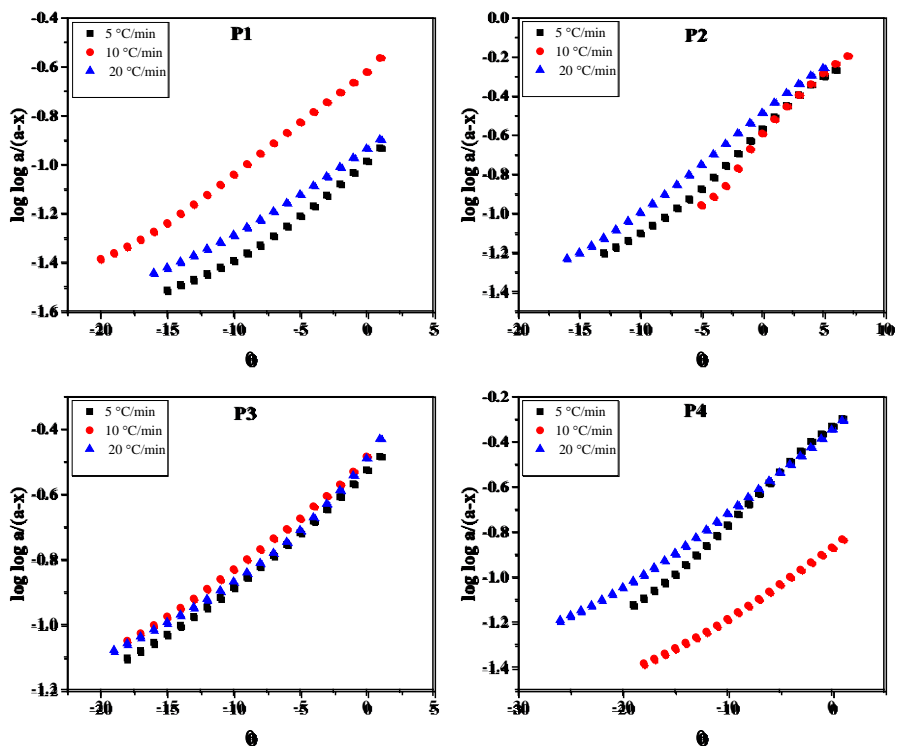 P1
5 °C/min
10 °C/min
20 °C/min
log log a/(a-x)
-0.4
-0.6
-0.8
-1.0
-1.2
-1.4
-1.6
-20 -15 -10 -5 0 5
θ
P2
5 °C/min
10 °C/min
20 °C/min
log log a/(a-x)
0.0
-0.2
-0.4
-0.6
-0.8
-1.0
-1.2
-1.4
-20 -15 -10 -5 0 5 10
θ
P3
5 °C/min
10 °C/min
20 °C/min
log log a/(a-x)
-0.4
-0.6
-0.8
-1.0
-1.2
-20 -15 -10 -5 0 5
θ
P4
5 °C/min
10 °C/min
20 °C/min
log log a/(a-x)
-0.2
-0.4
-0.6
-0.8
-1.0
-1.2
-1.4
-30 -20 -10 0
θ